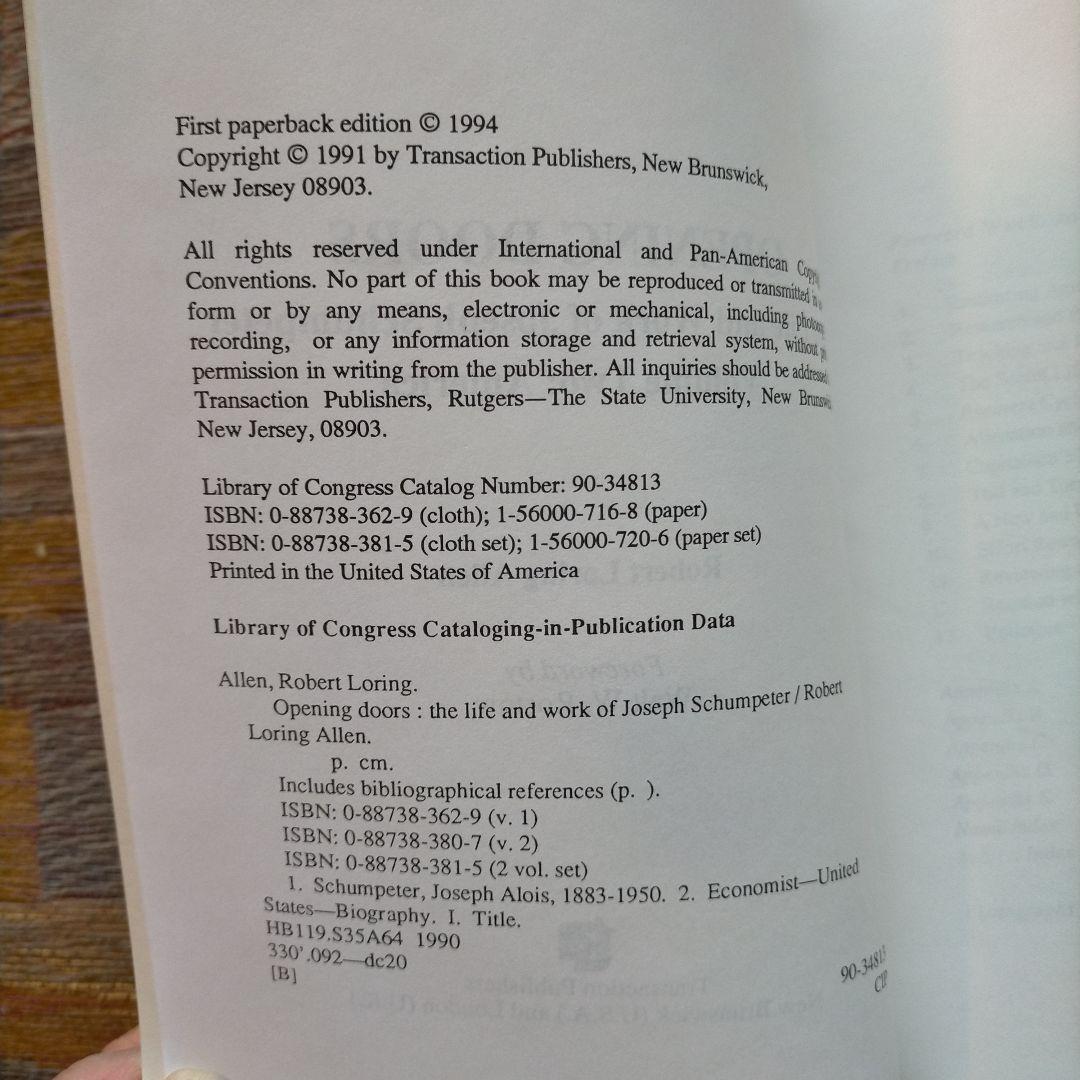 First paperback edition © 1994
Copyright © 1991 by Transaction Publishers, New Brunswick,
New Jersey 08903.
All rights reserved under International and Pan-American
Conventions. No part of this book may be reproduced or transmitted in
form or by any means, electronic or mechanical, including
recording, or any information storage and retrieval system, without
permission in writing from the publisher. All inquiries should be
Transaction Publishers, Rutgers—The State University, New
New Jersey, 08903.
Library of Congress Catalog Number: 90-34813
ISBN: 0-88738-362-9 (cloth); 1-56000-716-8 (paper)
ISBN: 0-88738-381-5 (cloth set); 1-56000-720-6 (paper set)
Printed in the United States of America
Library of Congress Cataloging-in-Publication Data
Allen, Robert Loring.
Opening doors : the life and work of Joseph Schumpeter / Robert
Loring Allen.
p. cm.
Includes bibliographical references (p. ).
ISBN: 0-88738-362-9 (v. 1)
ISBN: 0-88738-380-7 (v. 2)
ISBN: 0-88738-381-5 (2 vol. set)
1. Schumpeter, Joseph Alois, 1883-1950. 2. Economist—United
States—Biography. I. Title.
HB119.S35A64 1990
330'.092—dc20
[B]
90-34813
CIP